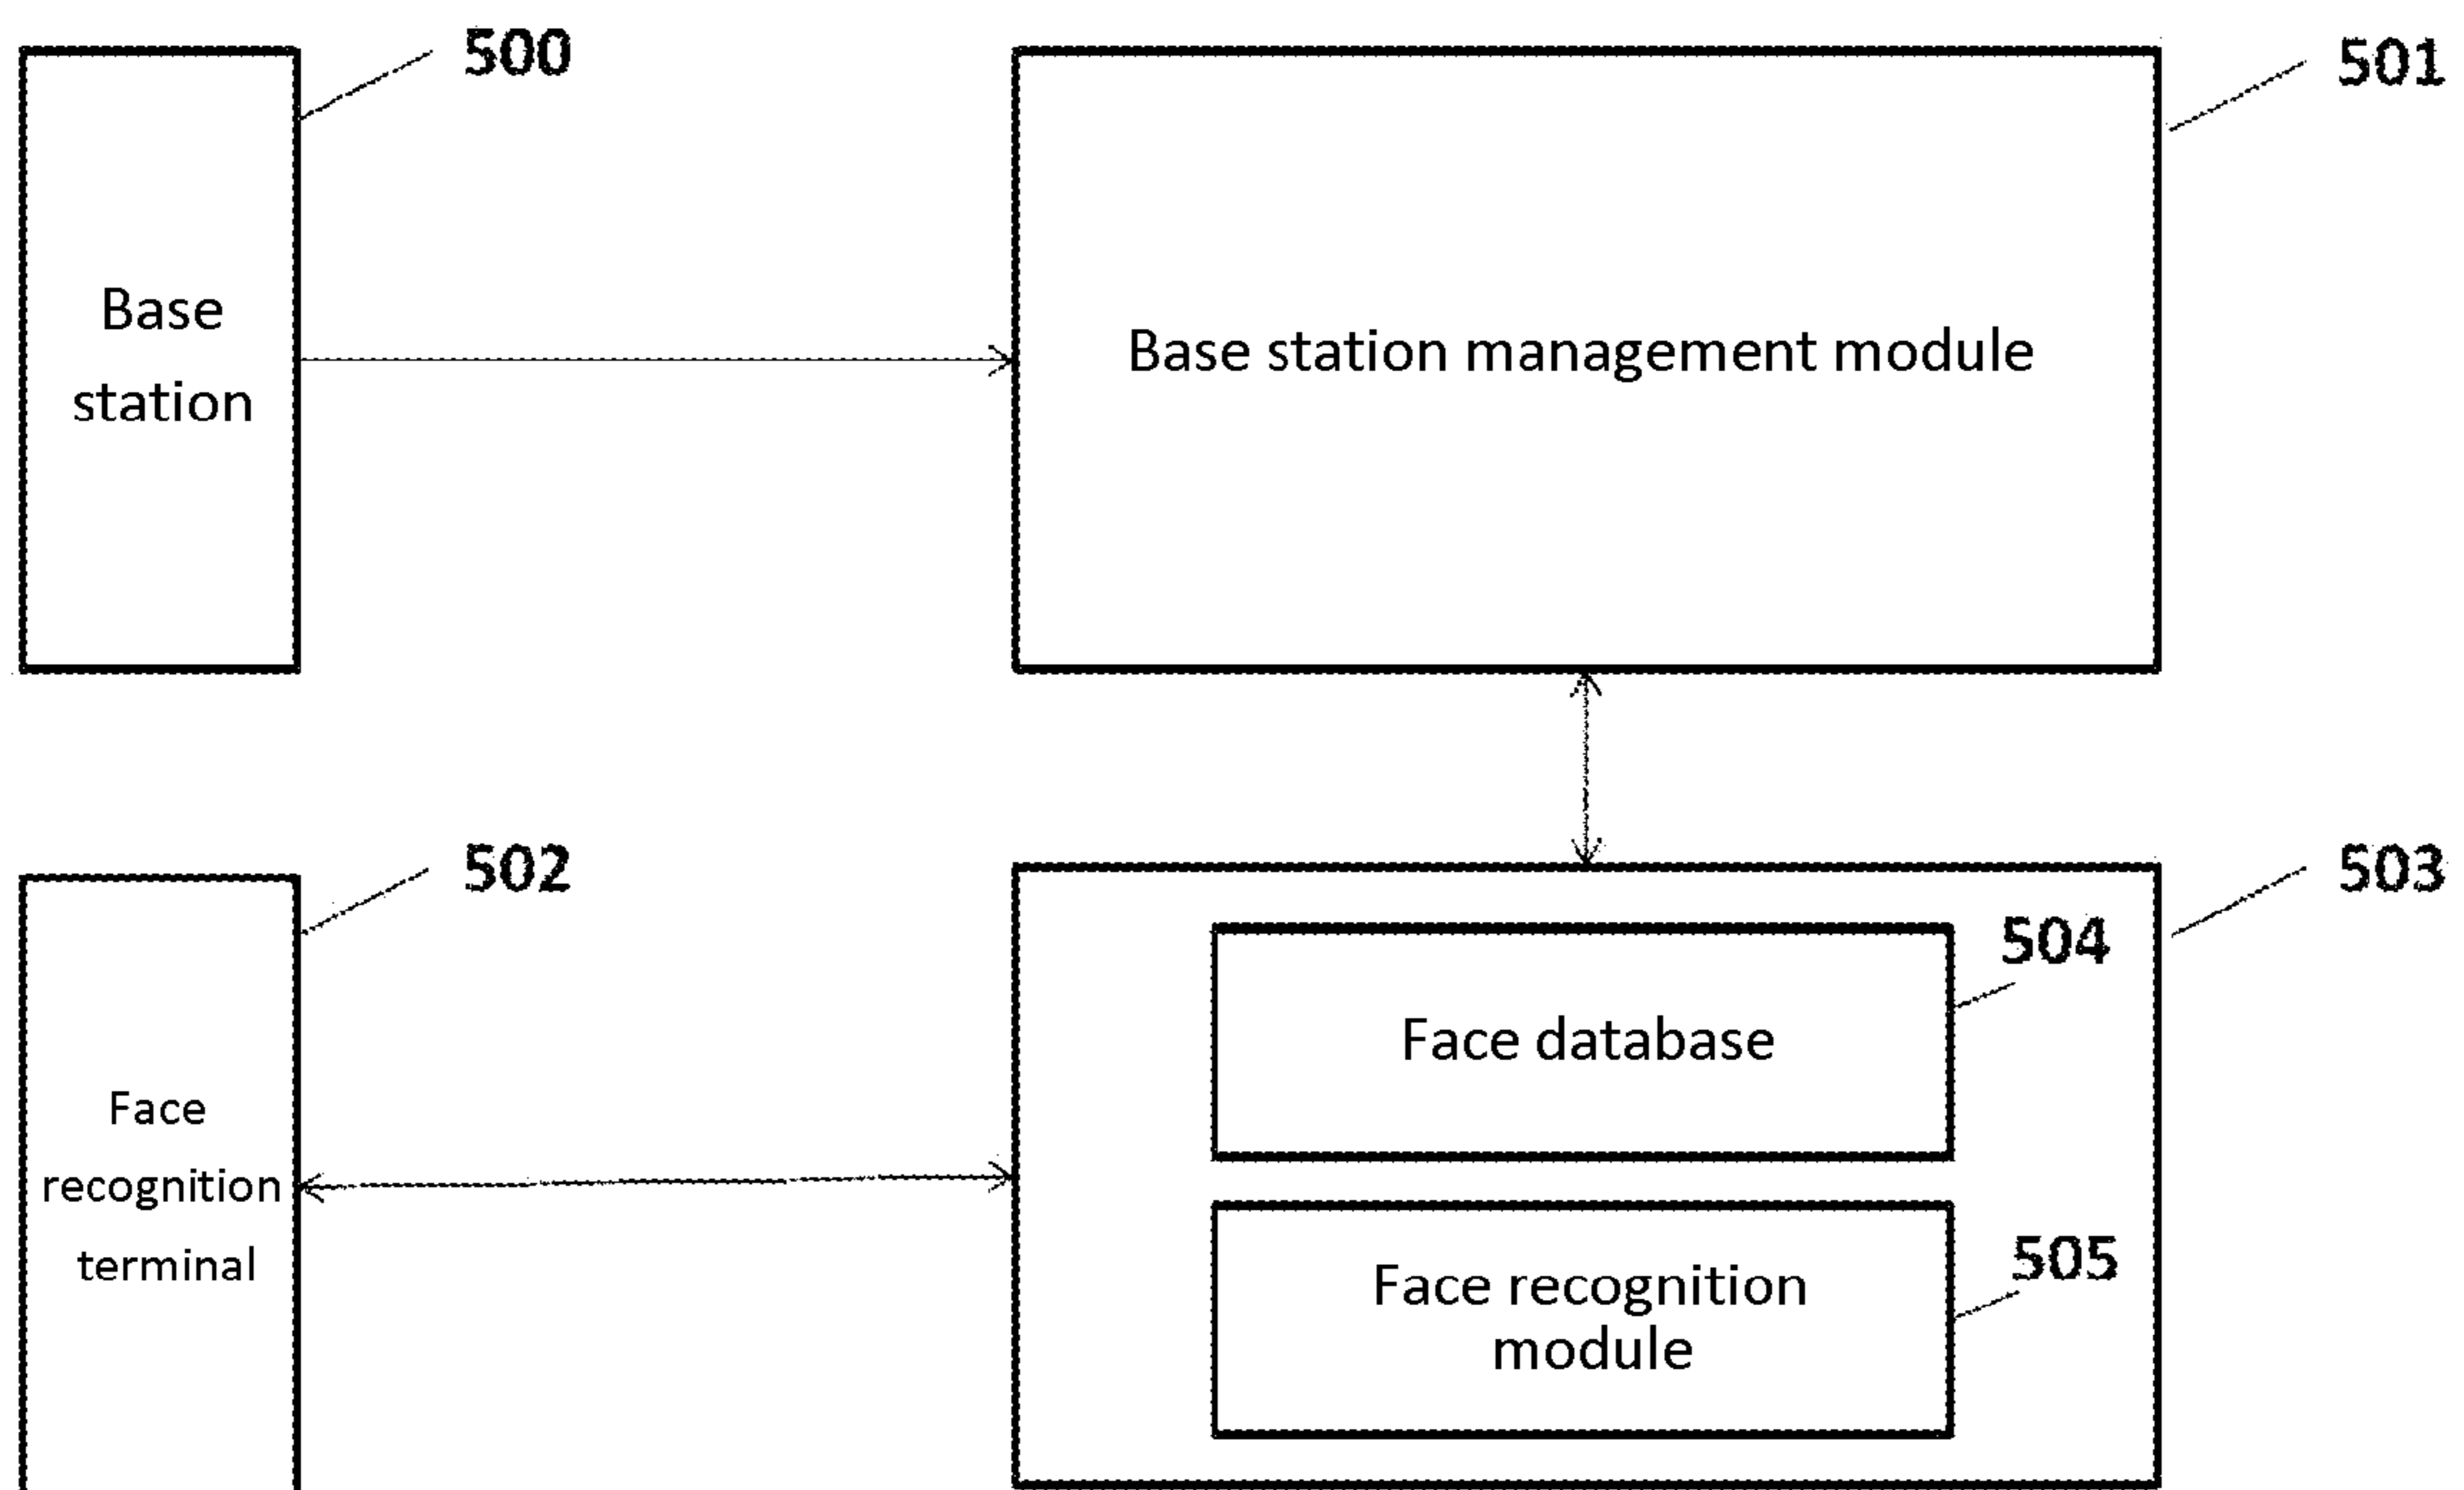 500
501
Base
station
Base station management module
502
503
504
Face database
Face
recognition
terminal
505
Face recognition
module